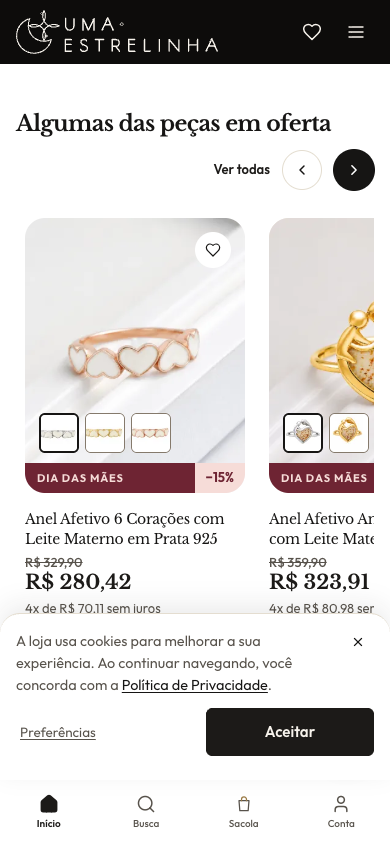 UMA
ESTRELINHA
Algumas das peças em oferta
Ver todas
DIA DAS MÃES
−15%
DIA DAS MÃES
Anel Afetivo 6 Corações com
Leite Materno em Prata 925
R$ 329,90
R$ 280,42
4x de R$ 70,11 sem juros
Anel Afetivo An
com Leite Mate
R$ 359,90
R$ 323,91
4x de R$ 80,98 ser
A loja usa cookies para melhorar a sua
experiência. Ao continuar navegando, você
concorda com a Política de Privacidade.
Preferências
Aceitar
Início
Busca
Sacola
Conta